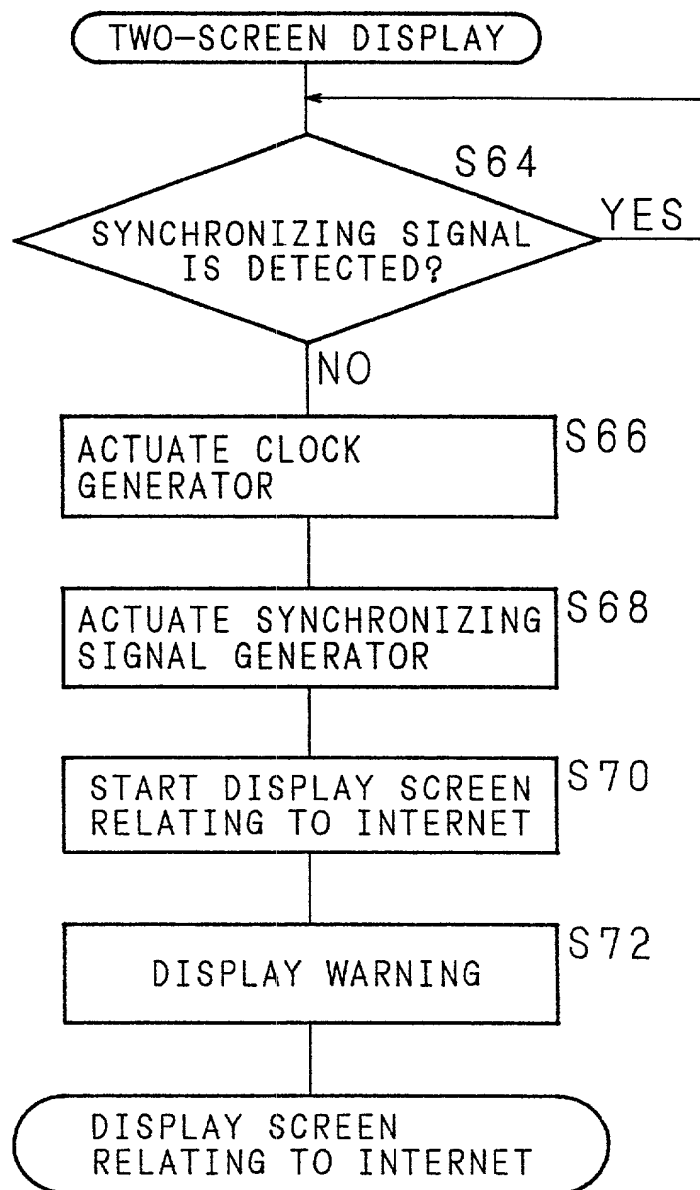 TWO-SCREEN DISPLAY
S64
SYNCHRONIZING SIGNAL
IS DETECTED?
YES
NO
S66
ACTUATE CLOCK
GENERATOR
S68
ACTUATE SYNCHRONIZING
SIGNAL GENERATOR
S70
START DISPLAY SCREEN
RELATING TO INTERNET
S72
DISPLAY WARNING
DISPLAY SCREEN
RELATING TO INTERNET